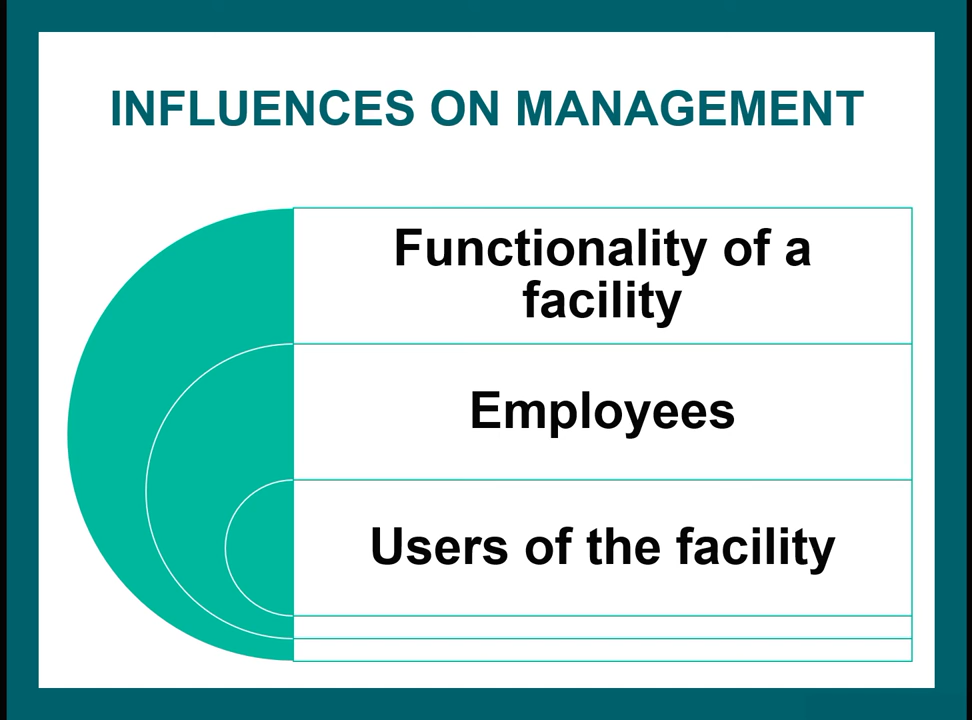 INFLUENCES ON MANAGEMENT
Functionality of a
facility
Employees
Users of the facility